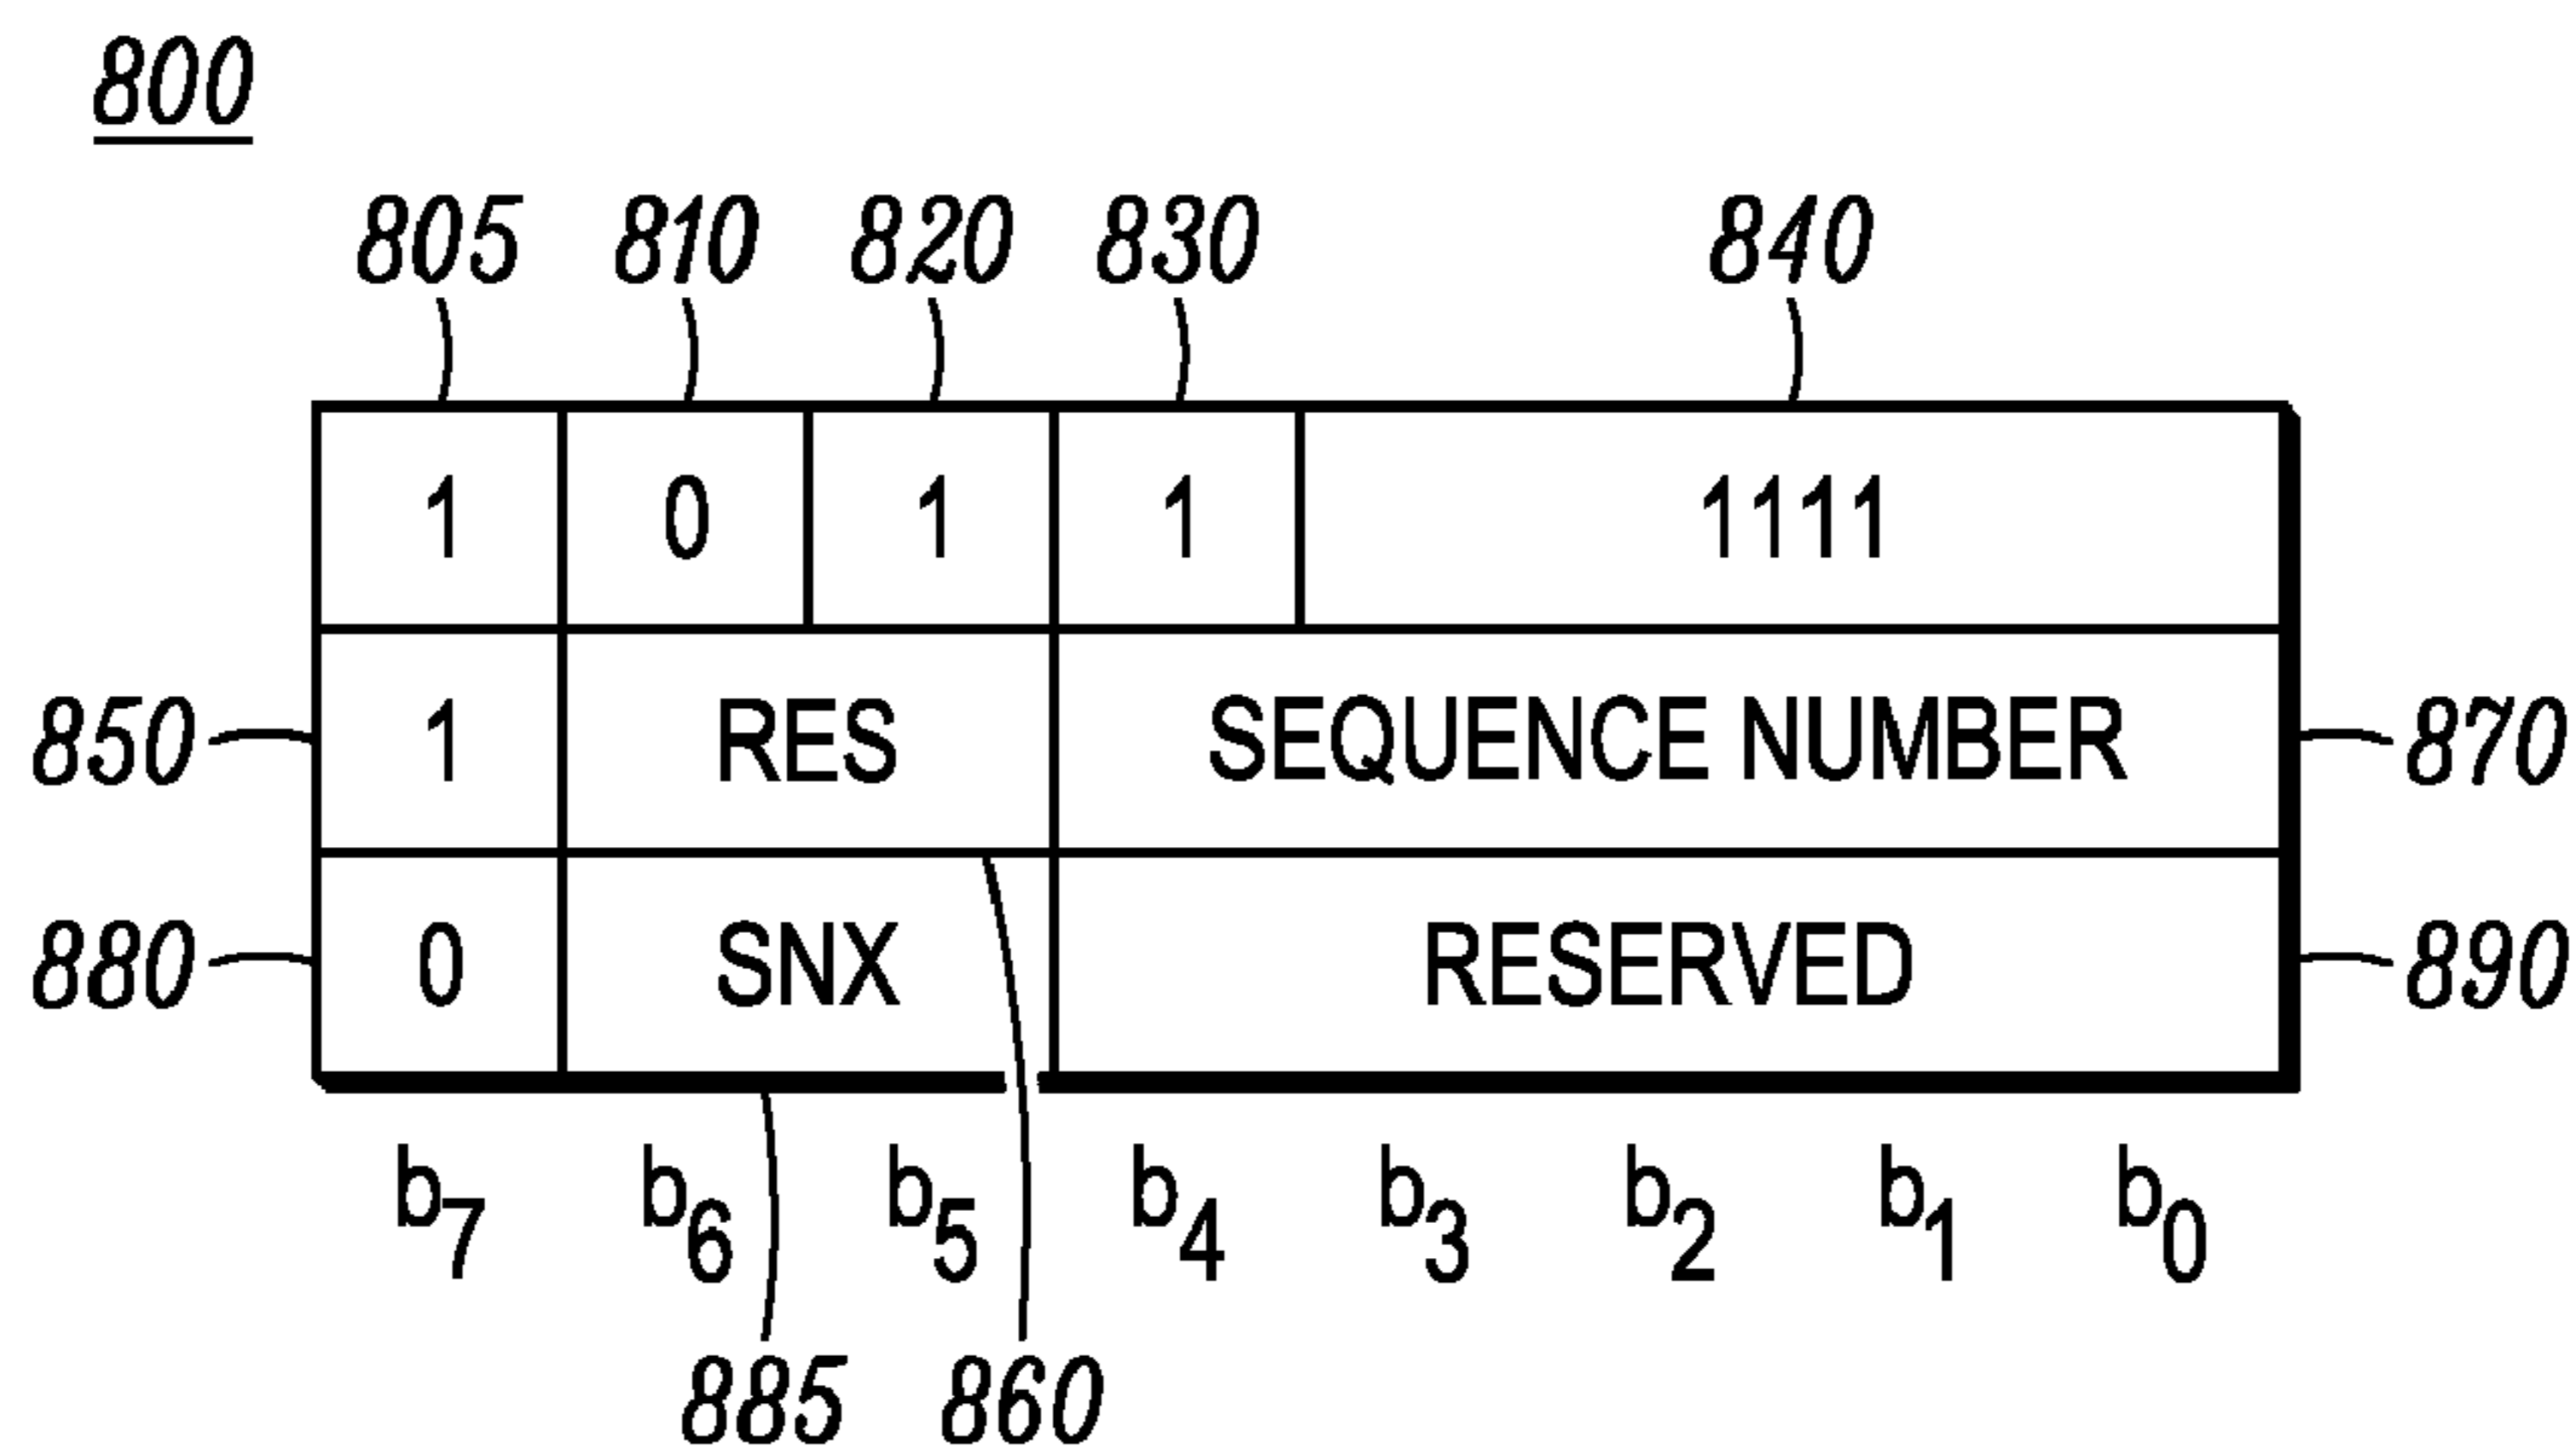 800
805 810 820 830 840
1 0 1 1 1111
850 1 RES SEQUENCE NUMBER 870
880 0 SNX RESERVED 890
b7 b6 b5 b4 b3 b2 b1 b0
885 860